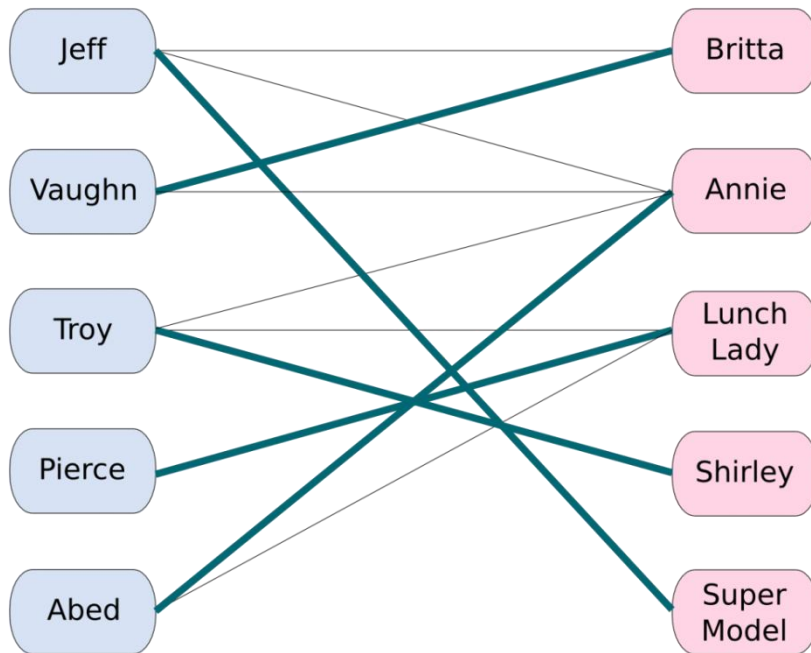 Jeff
Britta
Vaughn
Annie
Troy
Lunch
Lady
Pierce
Shirley
Abed
Super
Model